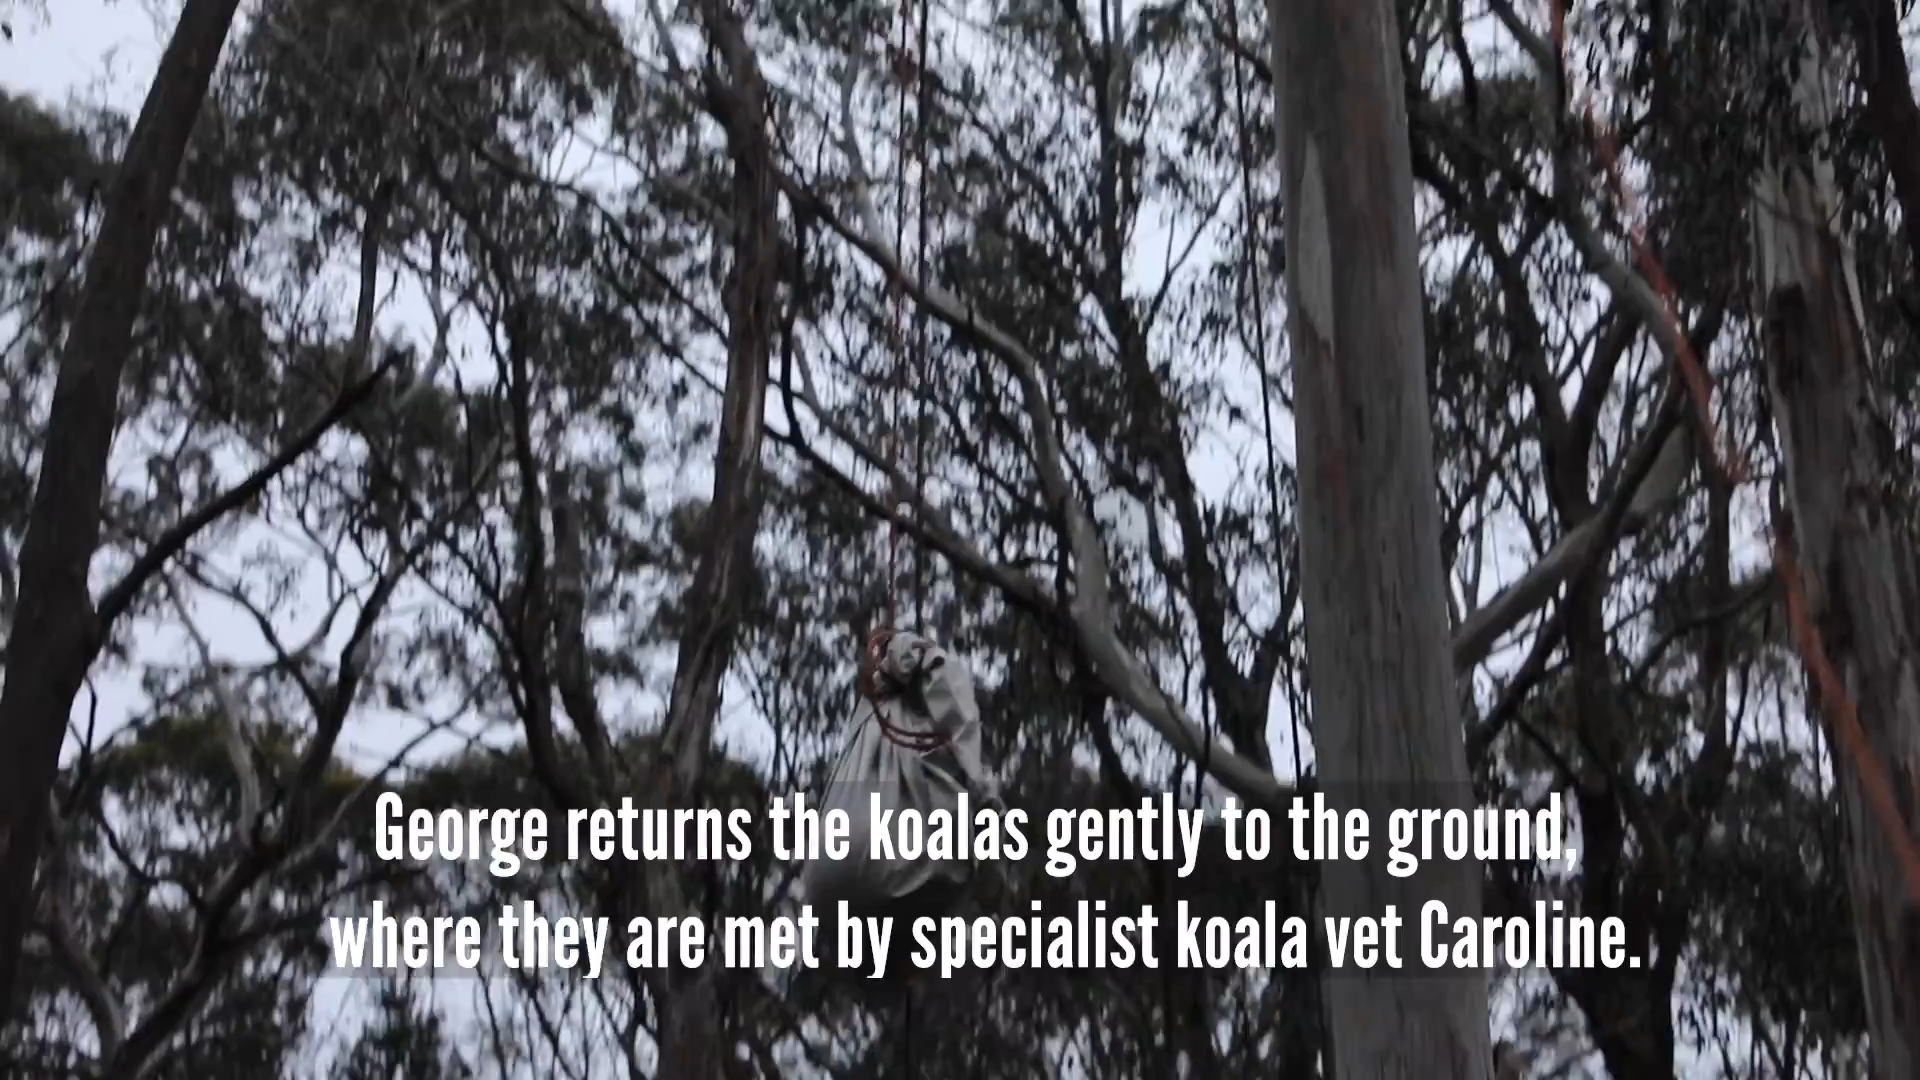 George returns the koalas gently to the ground,
where they are met by specialist koala vet Caroline.